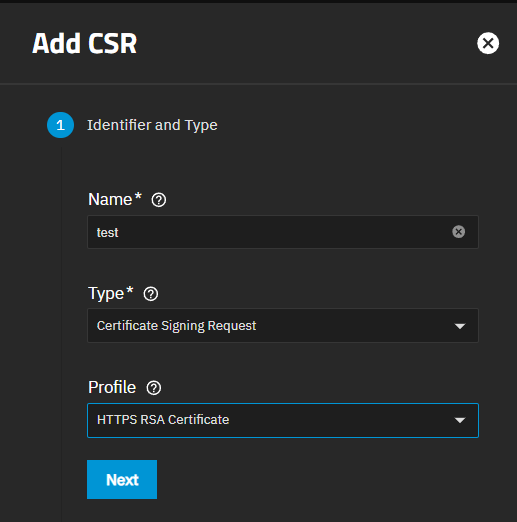 Add CSR
1 Identifier and Type
Name*
test
Type*
Certificate Signing Request
Profile
HTTPS RSA Certificate
Next